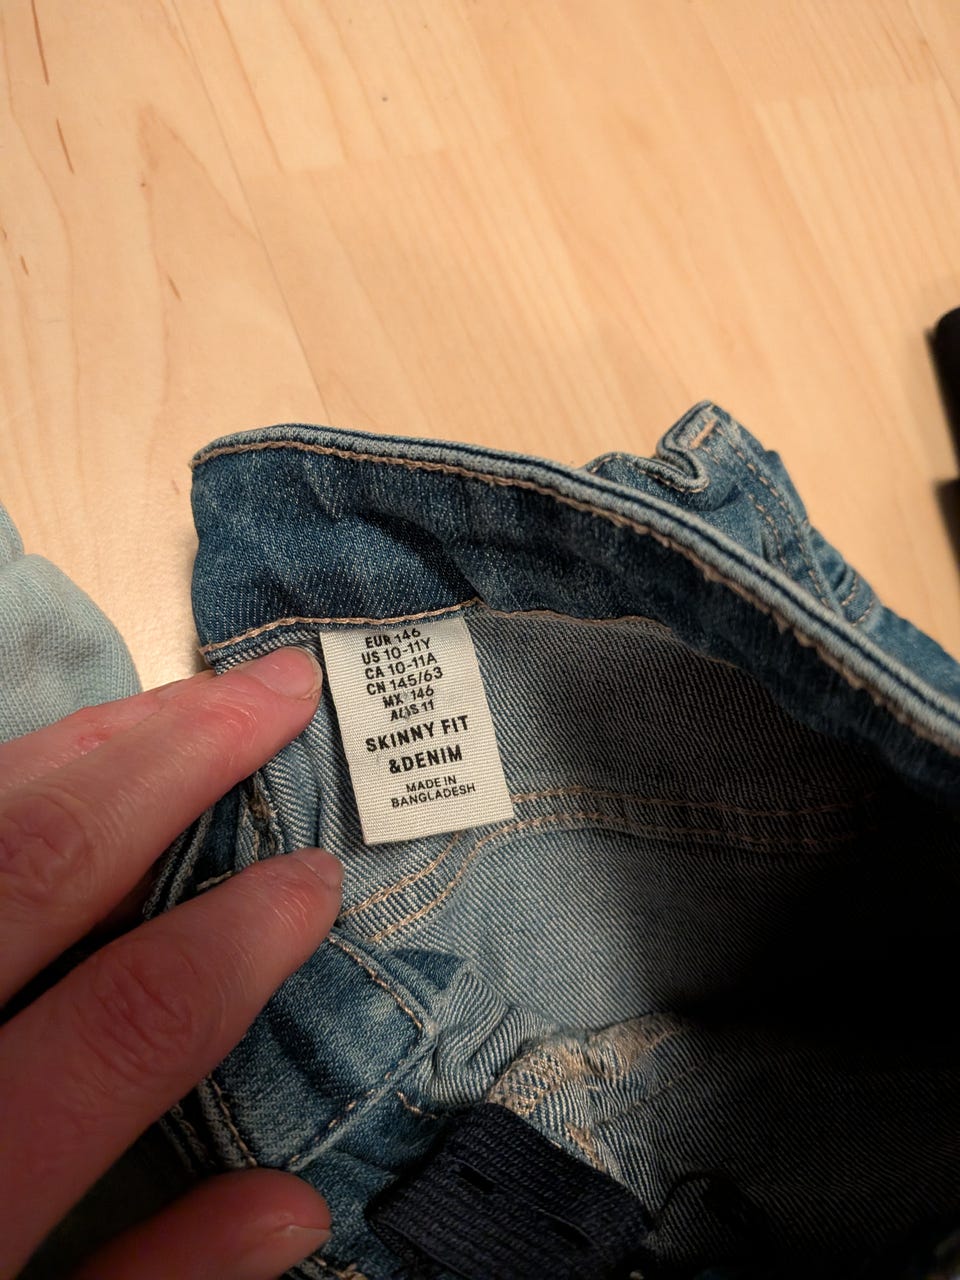 EUR 146
US 10-11Y
CA 10-11A
CN 145/63
MX 146
AUS 11
SKINNY FIT
&DENIM
MADE IN
BANGLADESH